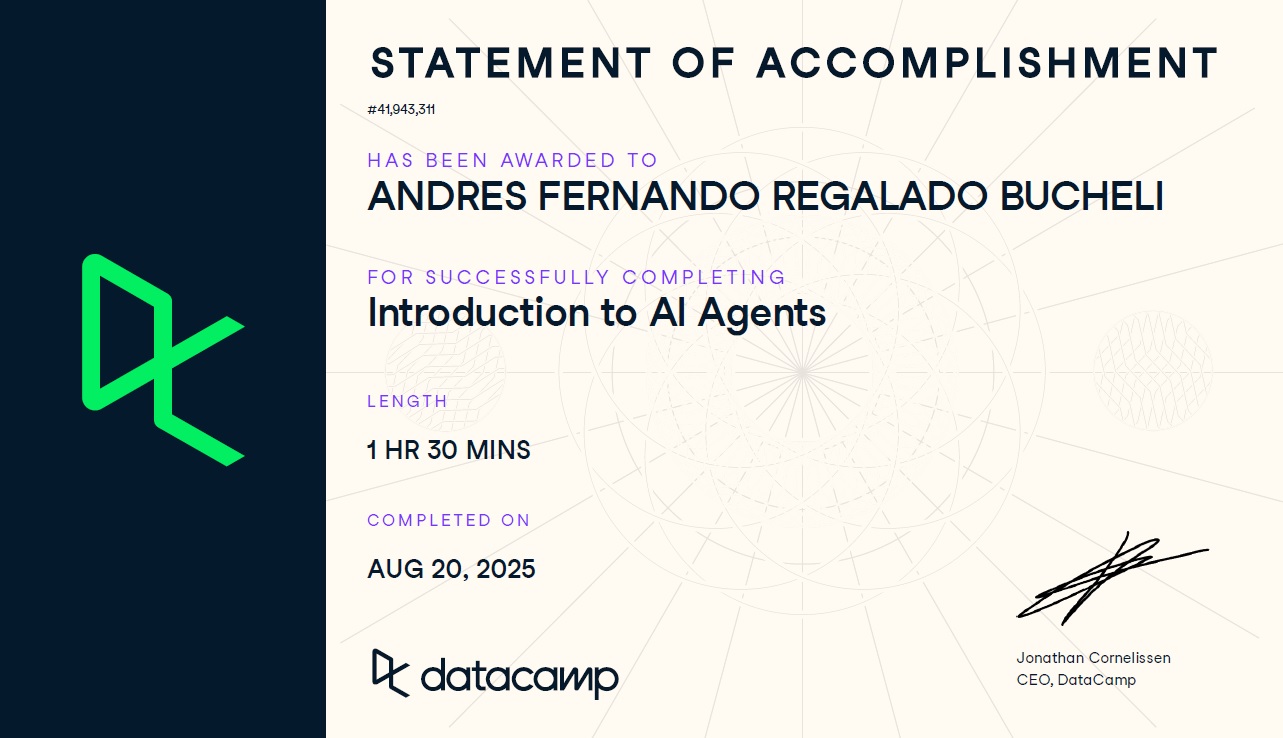 STATEMENT OF ACCOMPLISHMENT
#41,943,311
HAS BEEN AWARDED TO
ANDRES FERNANDO REGALADO BUCHELI
FOR SUCCESSFULLY COMPLETING
Introduction to AI Agents
LENGTH
1 HR 30 MINS
COMPLETED ON
AUG 20, 2025
datacamp
Jonathan Cornelissen
CEO, DataCamp